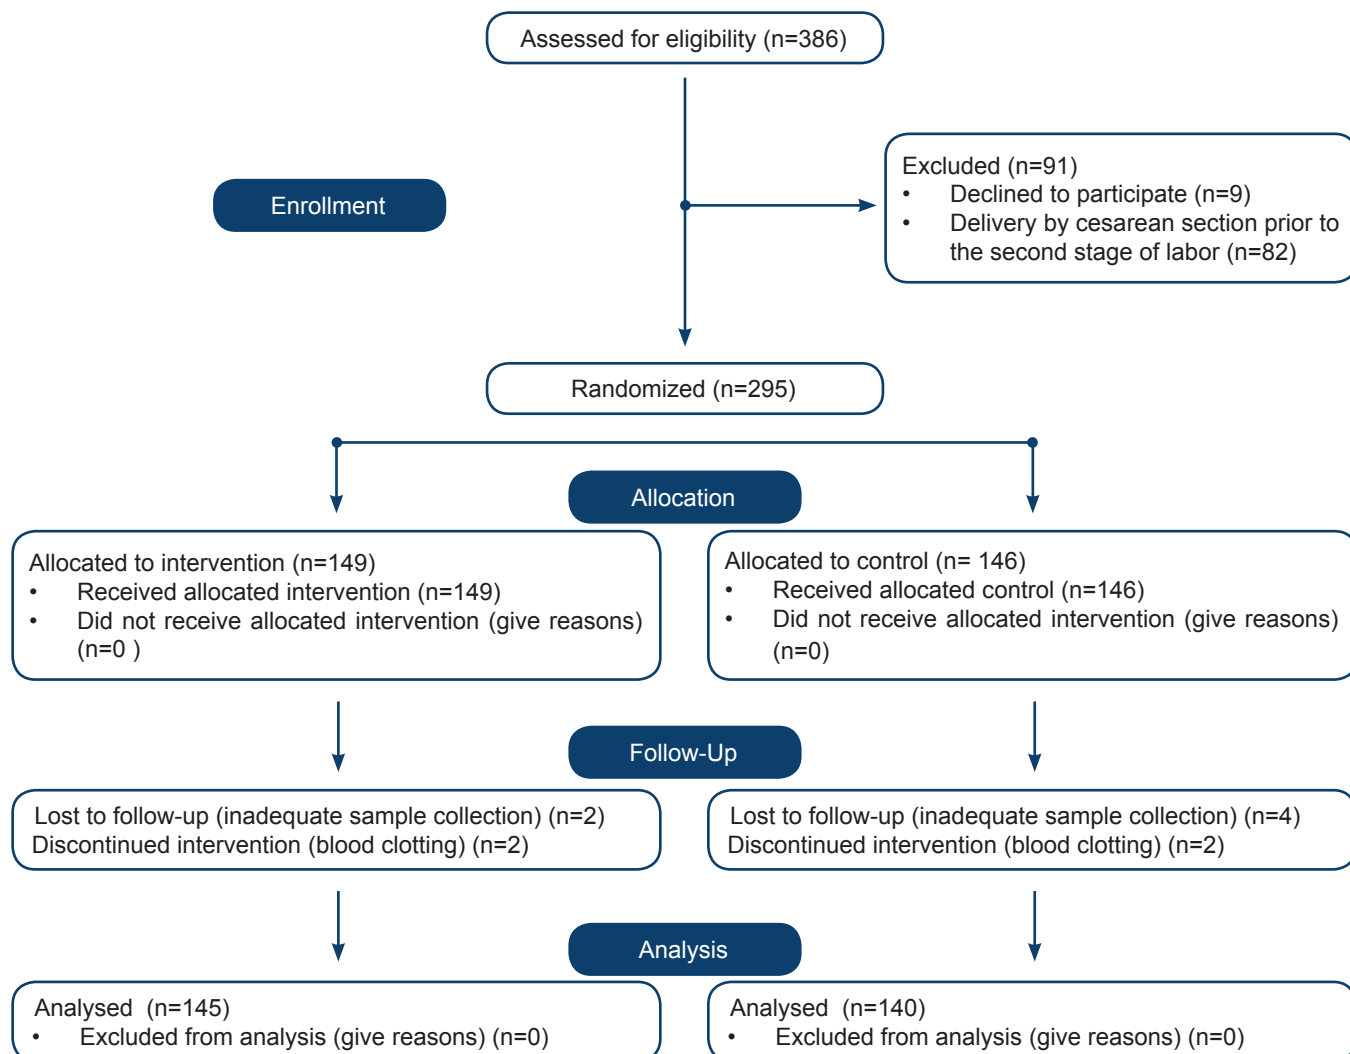 Assessed for eligibility (n=386)
Enrollment
Excluded (n=91)
• Declined to participate (n=9)
• Delivery by cesarean section prior to
the second stage of labor (n=82)
Randomized (n=295)
Allocation
Allocated to intervention (n=149)
• Received allocated intervention (n=149)
• Did not receive allocated intervention (give reasons)
(n=0 )
Allocated to control (n= 146)
• Received allocated control (n=146)
• Did not receive allocated intervention (give reasons)
(n=0)
Follow-Up
Lost to follow-up (inadequate sample collection) (n=2)
Discontinued intervention (blood clotting) (n=2)
Lost to follow-up (inadequate sample collection) (n=4)
Discontinued intervention (blood clotting) (n=2)
Analysis
Analysed (n=145)
• Excluded from analysis (give reasons) (n=0)
Analysed (n=140)
• Excluded from analysis (give reasons) (n=0)